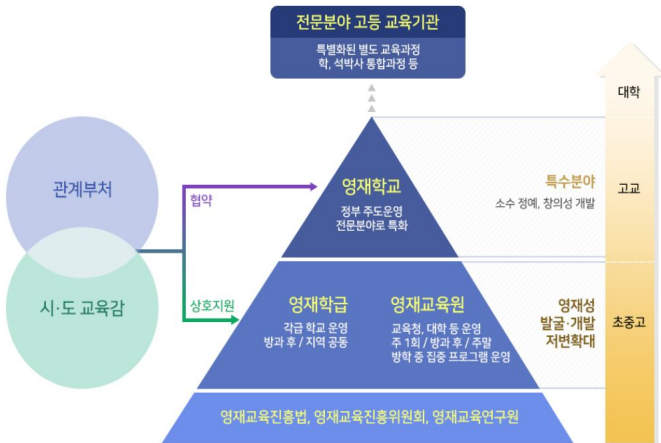 전문분야 고등 교육기관
특별화된 별도 교육과정
학, 석박사 통합과정 등
대학
관계부처
협약
영재학교
정부 주도운영
전문분야로 특화
특수분야
소수 정예, 창의성 개발
고교
시·도 교육감
상호지원
영재학급
각급 학교 운영
방과 후 / 지역 공동
영재교육원
교육청, 대학 등 운영
주 1회 / 방과 후 / 주말
방학 중 집중 프로그램 운영
영재성
발굴·개발
저변확대
초중고
영재교육진흥법, 영재교육진흥위원회, 영재교육연구원